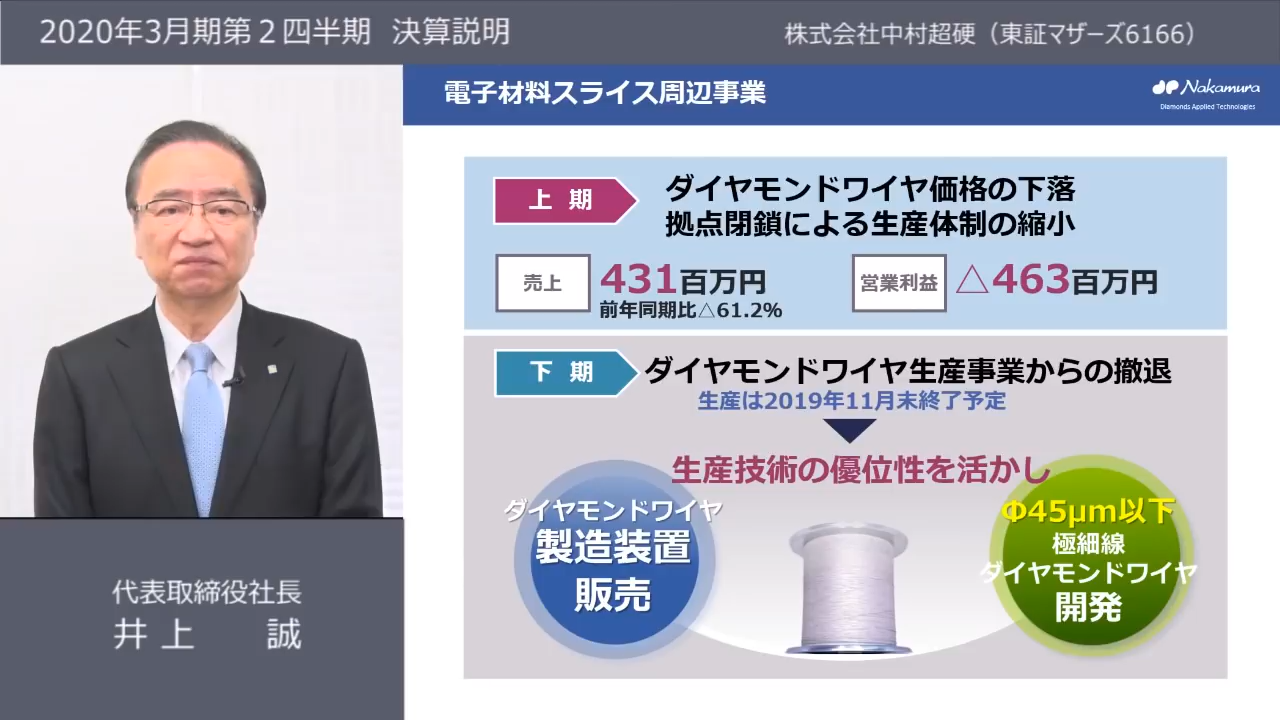 2020年3月期第２四半期 決算説明
株式会社中村超硬（東証マザーズ6166）
電子材料スライス周辺事業
Nakamura
Diamonds Applied Technologies
上 期
ダイヤモンドワイヤ価格の下落
拠点閉鎖による生産体制の縮小
売上
431百万円
前年同期比△61.2%
営業利益
△463百万円
下 期
ダイヤモンドワイヤ生産事業からの撤退
生産は2019年11月末終了予定
生産技術の優位性を活かし
ダイヤモンドワイヤ
製造装置
販売
Φ45μm以下
極細線
ダイヤモンドワイヤ
開発
代表取締役社長
井上 誠